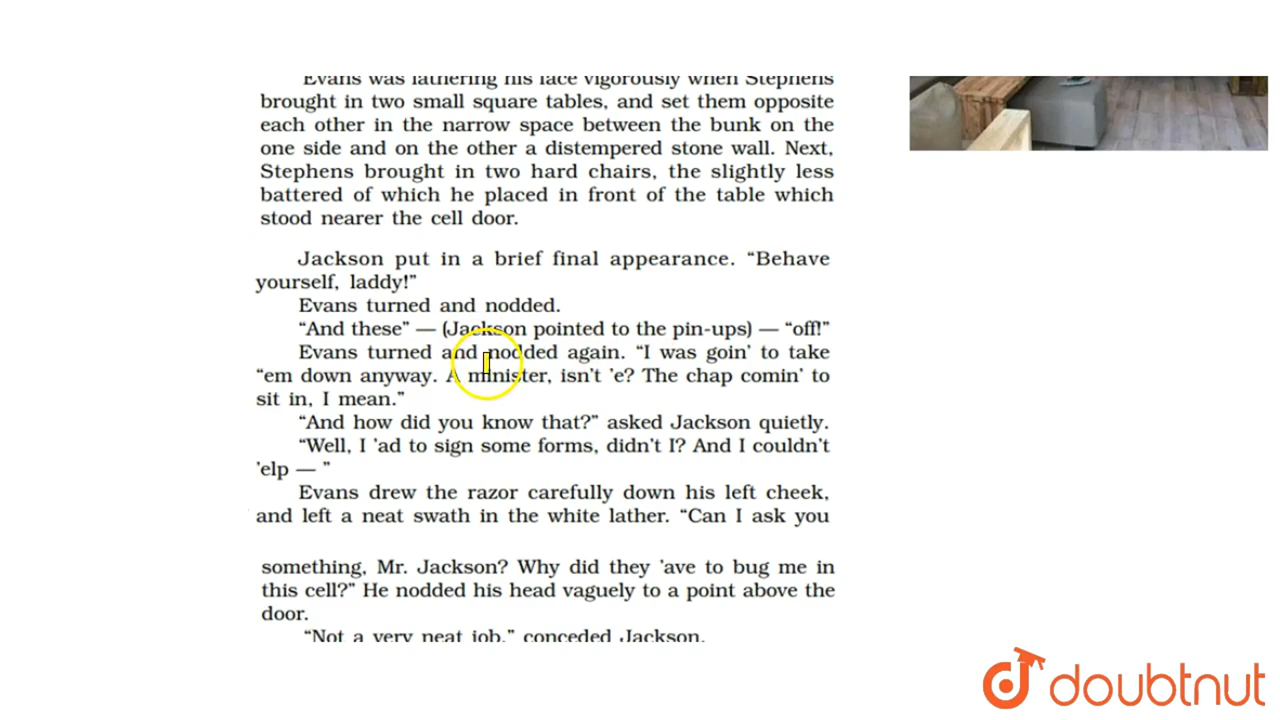 Evans was lathering his face vigorously when Stephens
brought in two small square tables, and set them opposite
each other in the narrow space between the bunk on the
one side and on the other a distempered stone wall. Next,
Stephens brought in two hard chairs, the slightly less
battered of which he placed in front of the table which
stood nearer the cell door.
Jackson put in a brief final appearance. “Behave
yourself, laddy!”
Evans turned and nodded.
“And these” — (Jackson pointed to the pin-ups) — “off!”
Evans turned and nodded again. “I was goin’ to take
“em down anyway. A minister, isn’t ’e? The chap comin’ to
sit in, I mean.”
“And how did you know that?” asked Jackson quietly.
“Well, I ’ad to sign some forms, didn’t I? And I couldn’t
’elp — ”
Evans drew the razor carefully down his left cheek,
and left a neat swath in the white lather. “Can I ask you
something, Mr. Jackson? Why did they ’ave to bug me in
this cell?” He nodded his head vaguely to a point above the
door.
“Not a very neat job,” conceded Jackson.
doubtnut